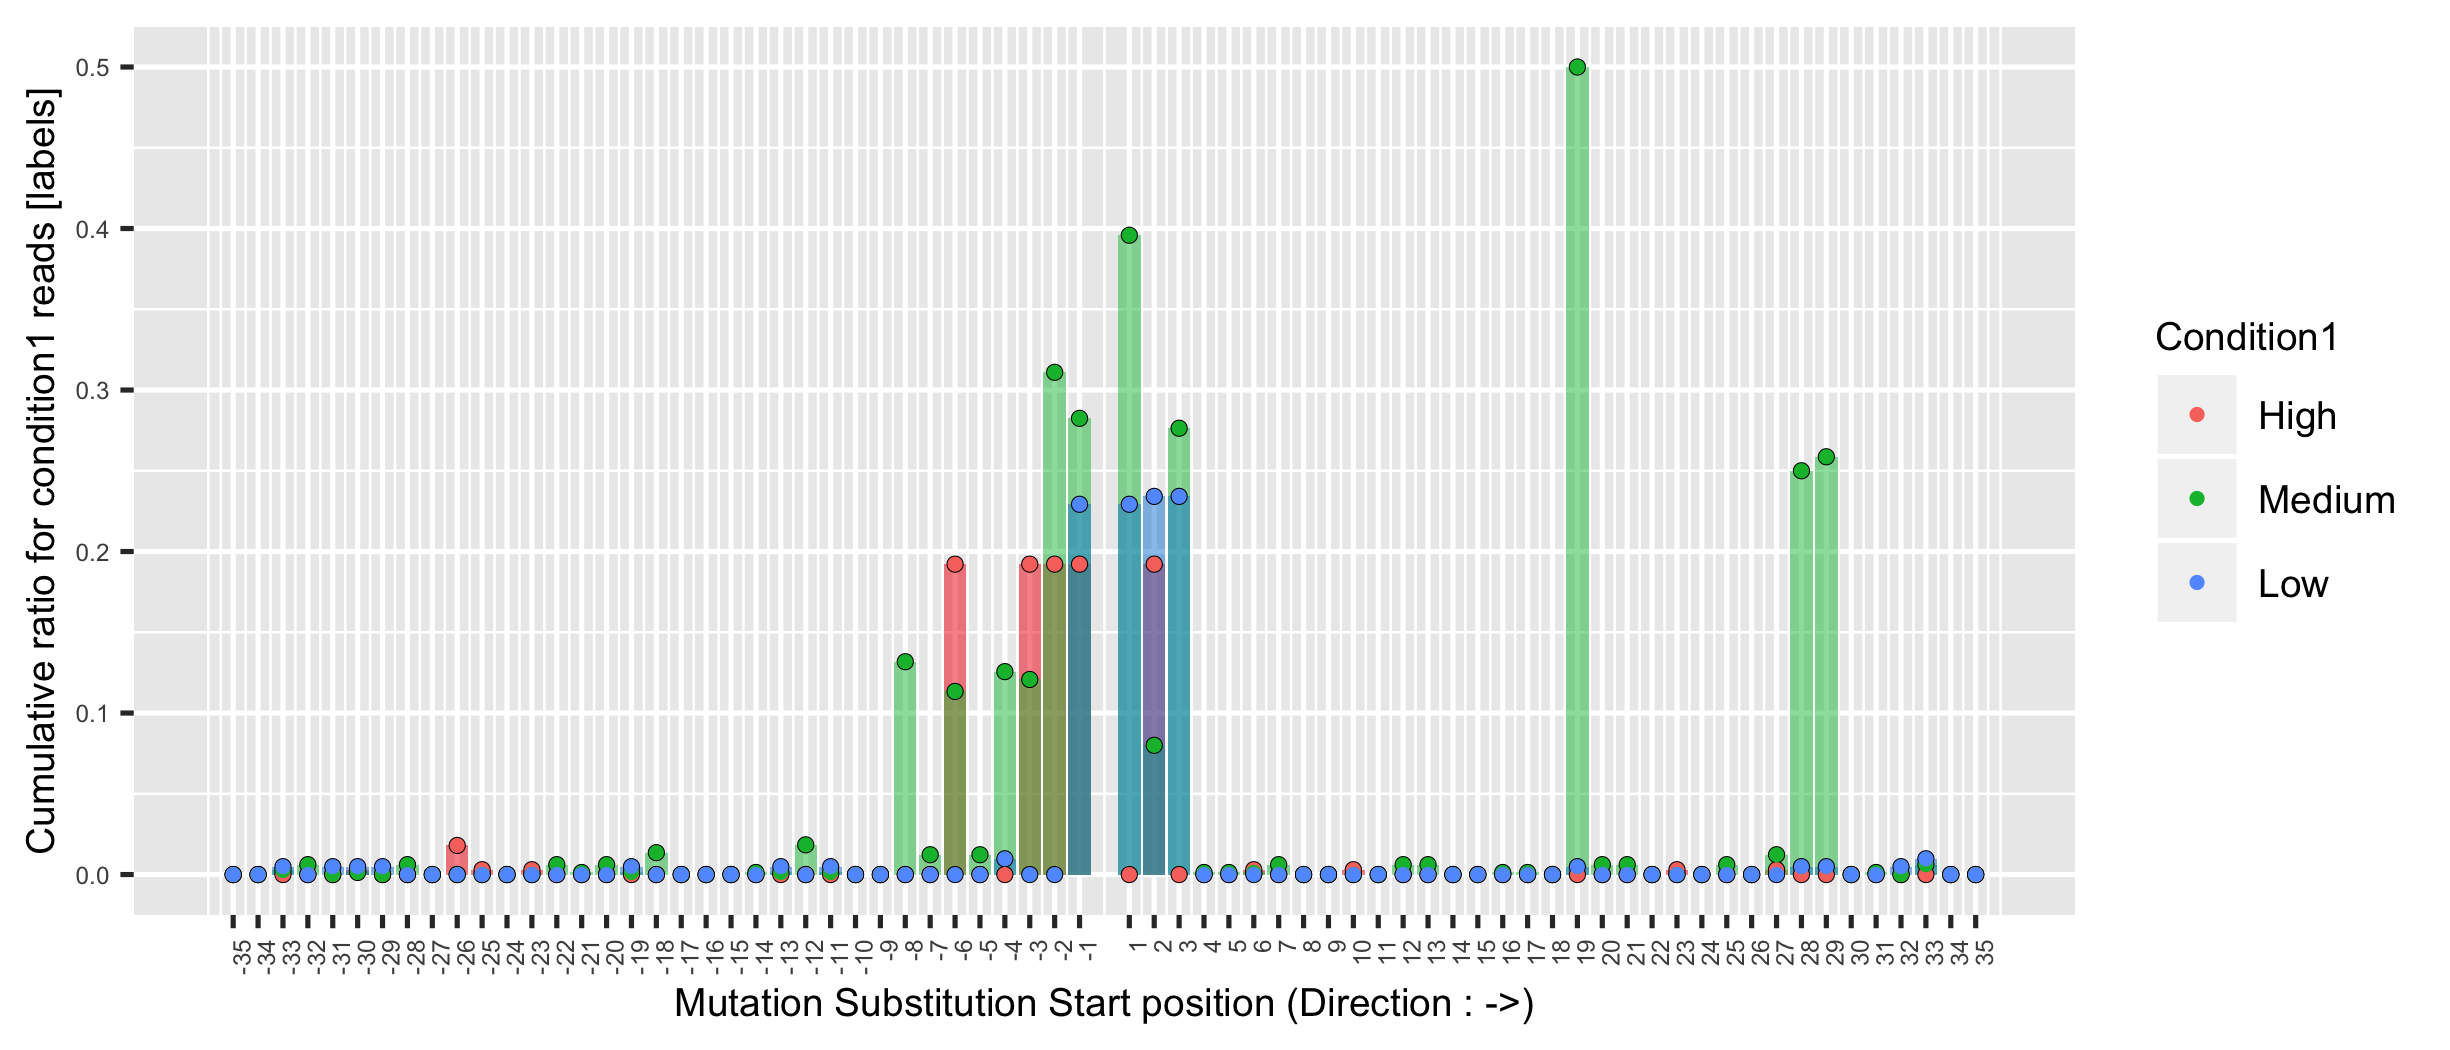 Cumulative ratio for condition1 reads [labels]
0.5
0.4
0.3
0.2
0.1
0.0
-35 -34 -33 -32 -31 -30 -29 -28 -27 -26 -25 -24 -23 -22 -21 -20 -19 -18 -17 -16 -15 -14 -13 -12 -11 -10 -9 -8 -7 -6 -5 -4 -3 -2 -1 1 2 3 4 5 6 7 8 9 10 11 12 13 14 15 16 17 18 19 20 21 22 23 24 25 26 27 28 29 30 31 32 33 34 35
Mutation Substitution Start position (Direction : ->)
Condition1
High
Medium
Low